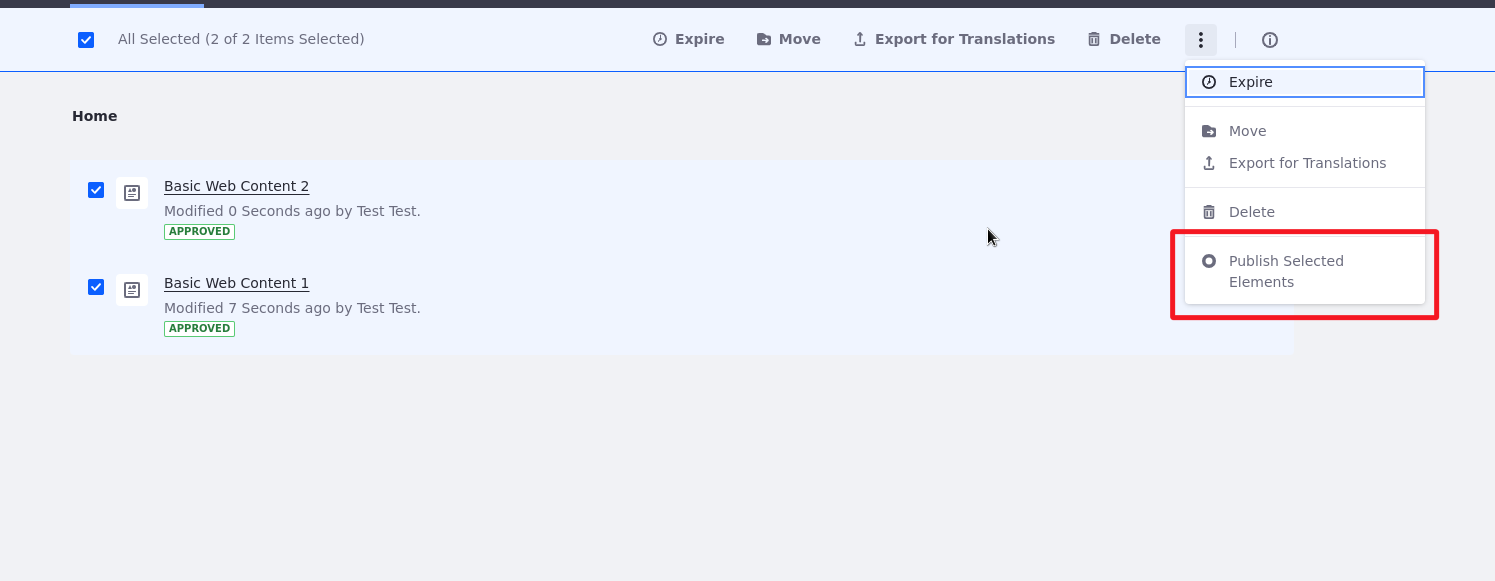 All Selected (2 of 2 Items Selected)
Expire
Move
Export for Translations
Delete
Expire
Move
Export for Translations
Delete
Publish Selected
Elements
Home
Basic Web Content 2
Modified 0 Seconds ago by Test Test.
APPROVED
Basic Web Content 1
Modified 7 Seconds ago by Test Test.
APPROVED